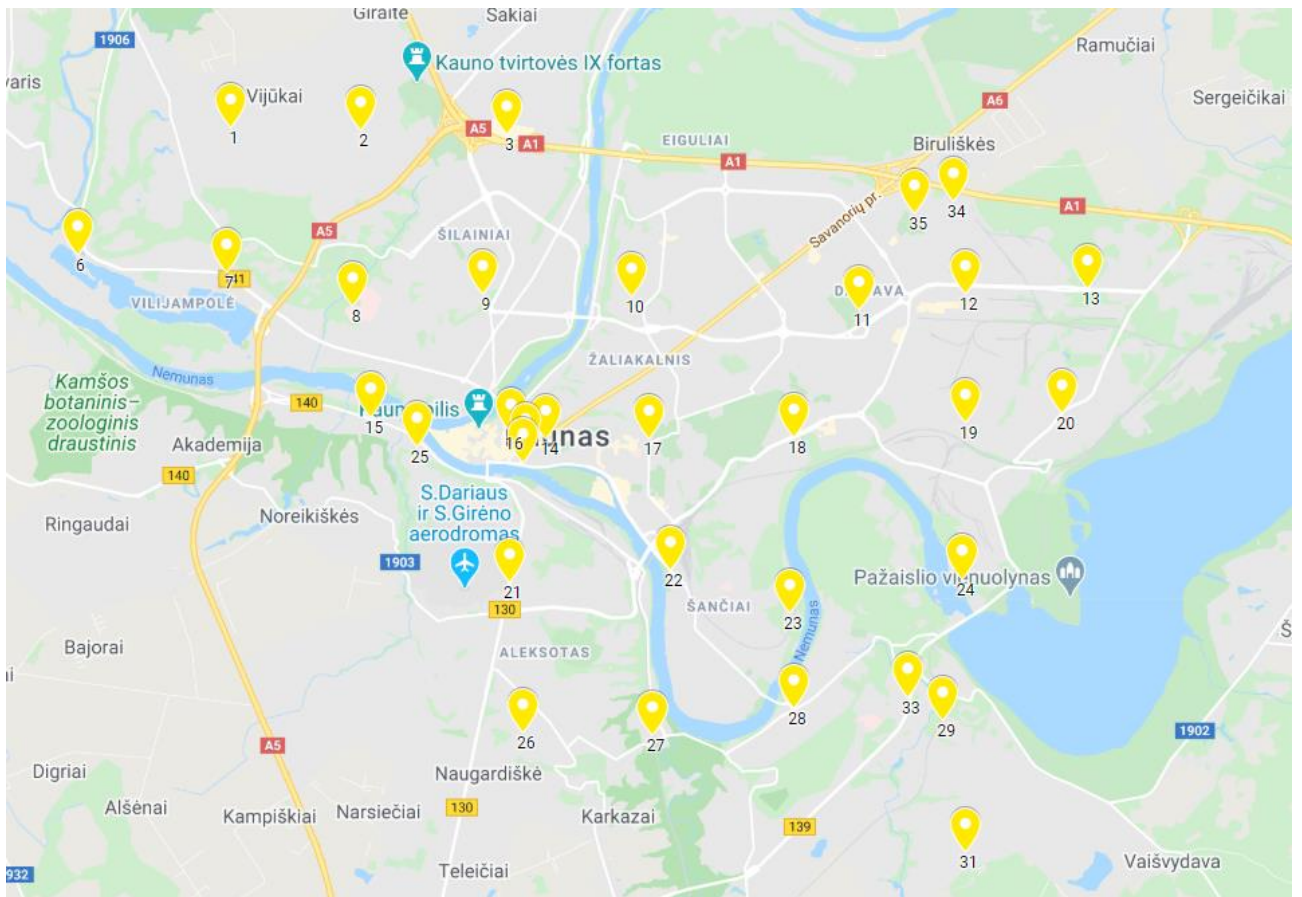 Giraitė
Sakiai
1906
Ramučiai
Kauno tvirtovės IX fortas
varis
Vijūkai
A6
Sergeičikai
1
2
3
A5
A1
EIGULIAI
Biruliškės
A1
A1
Savanorių pr.
35
34
A5
ŠILAINIAI
6
7
41
VILIJAMPOLĖ
8
9
10
11
12
13
Nemunas
ŽALIAKALNIS
Kamšos
botaninis–
zoologinis
draustinis
140
15
16
14
17
18
19
20
Akademija
25
140
S.Dariaus
ir S.Girėno
aerodromas
Ringaudai
Noreikiškės
1903
21
130
22
ŠANČIAI
23
Nemunas
Pažaislio vienuolynas
24
Bajorai
ai
Š
ALEKSOTAS
33
29
28
26
27
1902
A5
Digriai
Naugardiškė
Alšėnai
Kampiškiai
Narsiečiai
130
Karkazai
139
31
Vaišvydava
932
Teleičiai